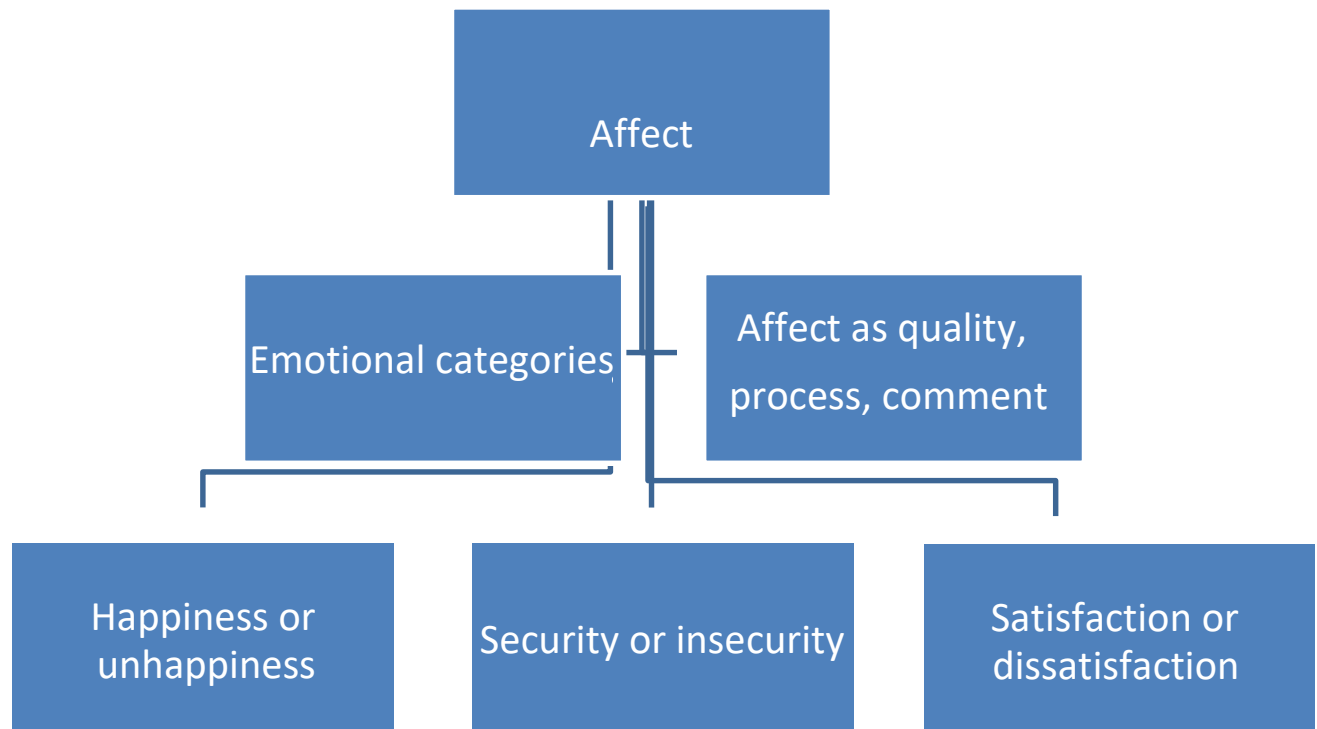 Affect
Emotional categories
Affect as quality,
process, comment
Happiness or
unhappiness
Security or insecurity
Satisfaction or
dissatisfaction